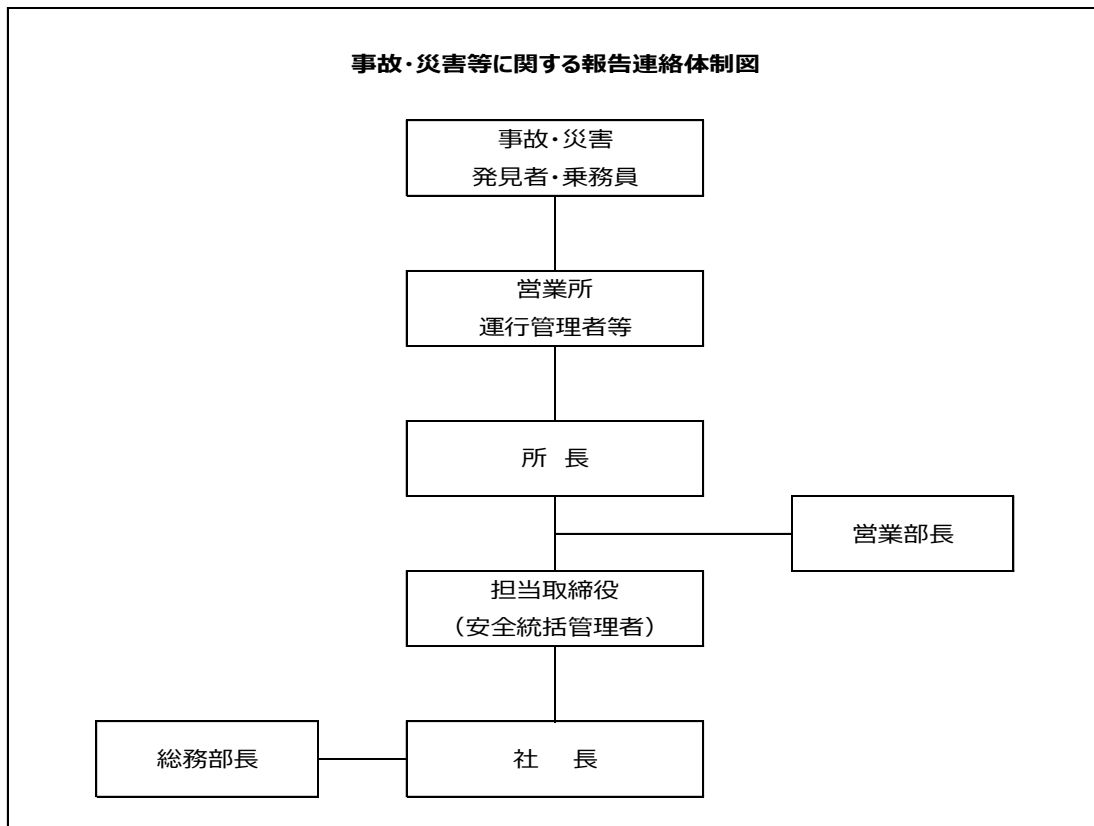 事故・災害等に関する報告連絡体制図
事故・災害
発見者・乗務員
営業所
運行管理者等
所 長
営業部長
担当取締役
（安全統括管理者）
総務部長
社 長